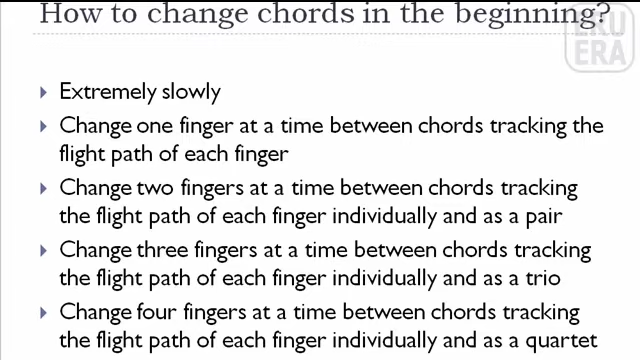 How to change chords in the beginning?
ERU
ERA
Extremely slowly
Change one finger at a time between chords tracking the
flight path of each finger
Change two fingers at a time between chords tracking
the flight path of each finger individually and as a pair
Change three fingers at a time between chords tracking
the flight path of each finger individually and as a trio
Change four fingers at a time between chords tracking
the flight path of each finger individually and as a quartet